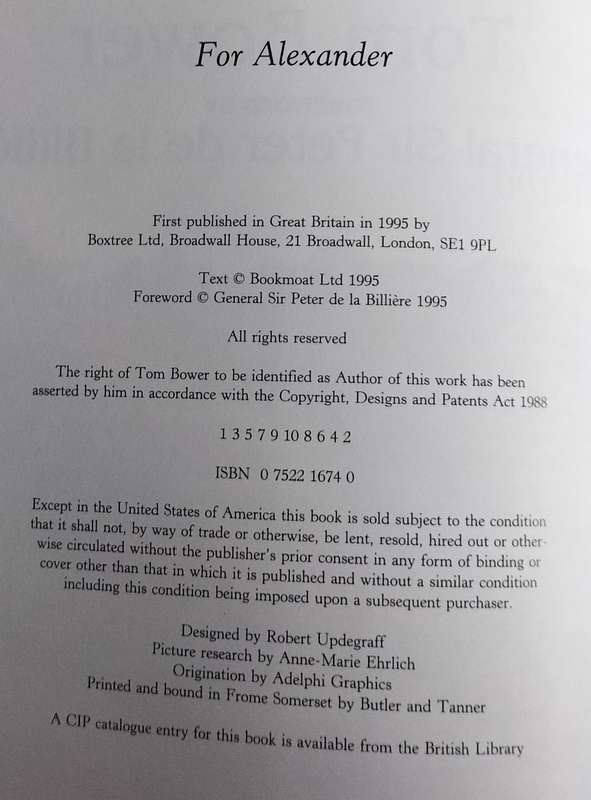 For Alexander
First published in Great Britain in 1995 by
Boxtree Ltd, Broadwall House, 21 Broadwall, London, SE1 9PL
Text © Bookmoat Ltd 1995
Foreword © General Sir Peter de la Billière 1995
All rights reserved
The right of Tom Bower to be identified as Author of this work has been
asserted by him in accordance with the Copyright, Designs and Patents Act 1988
1 3 5 7 9 10 8 6 4 2
ISBN 0 7522 1674 0
Except in the United States of America this book is sold subject to the condition
that it shall not, by way of trade or otherwise, be lent, resold, hired out or other-
wise circulated without the publisher's prior consent in any form of binding or
cover other than that in which it is published and without a similar condition
including this condition being imposed upon a subsequent purchaser.
Designed by Robert Updegraff
Picture research by Anne-Marie Ehrlich
Origination by Adelphi Graphics
Printed and bound in Frome Somerset by Butler and Tanner
A CIP catalogue entry for this book is available from the British Library